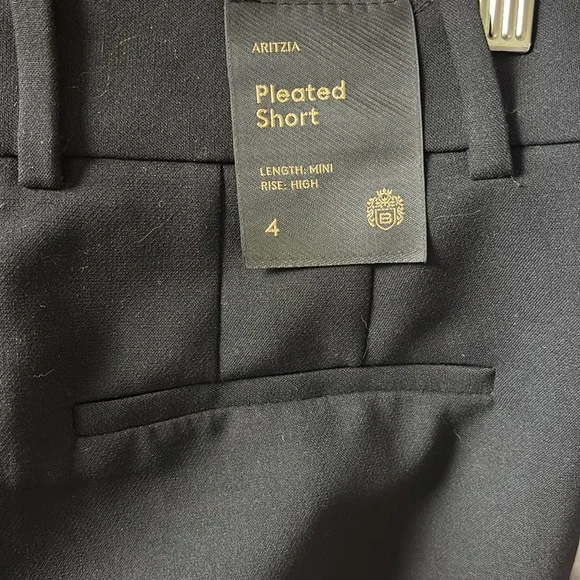 ARITZIA
Pleated
Short
LENGTH: MINI
RISE: HIGH
4
B